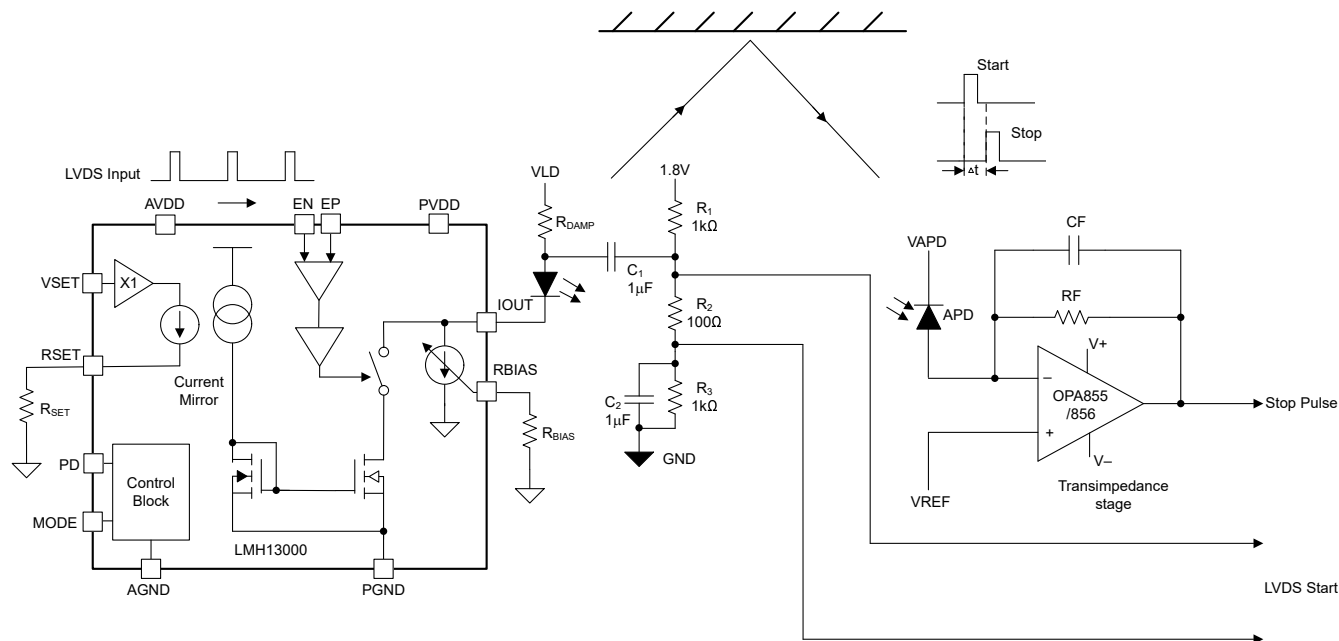 Start
Stop
Δt
LVDS Input
AVDD
EN
EP
PVDD
VLD
RDAMP
1.8V
R1
1kΩ
C1
1μF
R2
100Ω
C2
1μF
R3
1kΩ
GND
VSET
X1
RSET
RSET
Current
Mirror
IOUT
RBIAS
RBIAS
PD
MODE
Control
Block
LMH13000
AGND
PGND
VAPD
APD
CF
RF
V+
−
OPA855
/856
+
V–
VREF
Transimpedance
stage
Stop Pulse
LVDS Start